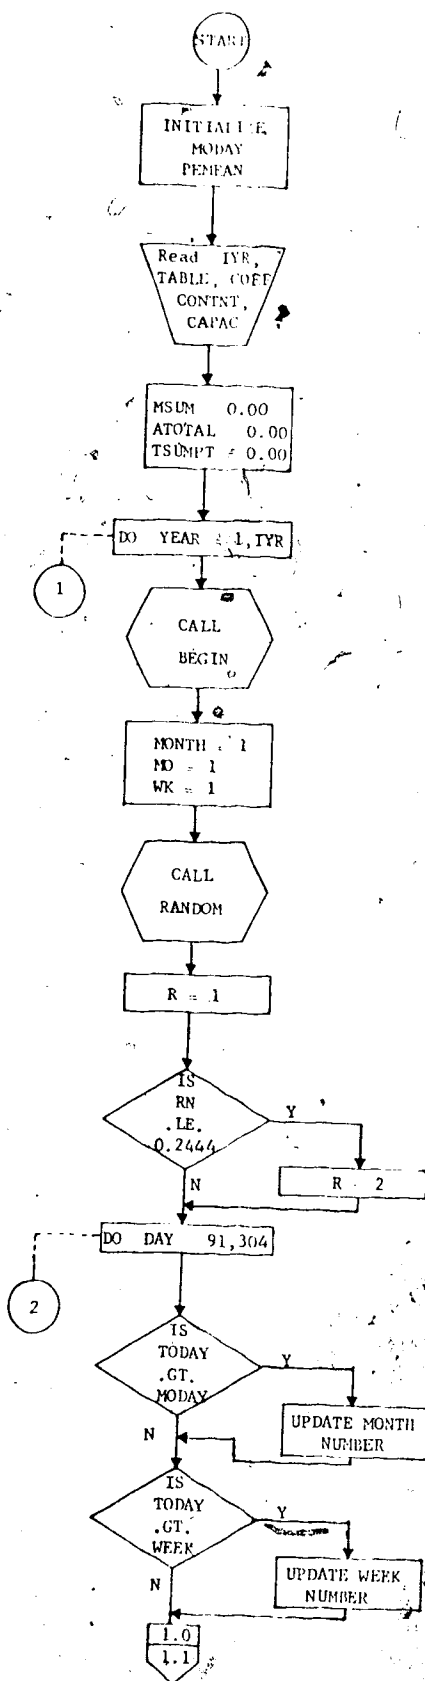 START
INITIALIZE
MODAY
PEMEAN
Read IYR,
TABLE, COEF
CONTNT,
CAPAC
MSUM 0.00
ATOTAL 0.00
TSUMPT = 0.00
DO YEAR = 1,IYR
1
CALL
BEGIN
MONTH = 1
MO = 1
WK = 1
CALL
RANDOM
R = 1
IS
RN
.LE.
0.2444
Y
R 2
N
DO DAY 91,304
2
IS
TODAY
.GT.
MODAY
Y
UPDATE MONTH
NUMBER
N
IS
TODAY
.GT.
WEEK
Y
UPDATE WEEK
NUMBER
N
1.0
1.1